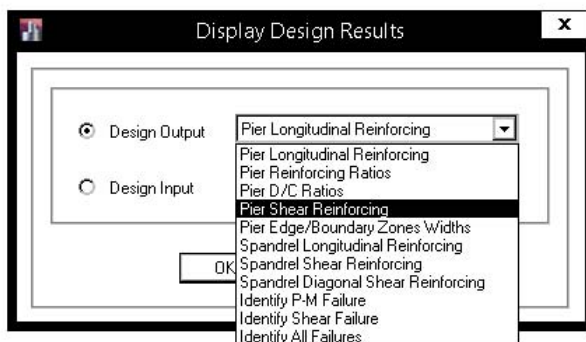 Display Design Results
X
Design Output
Pier Longitudinal Reinforcing
Pier Longitudinal Reinforcing
Pier Reinforcing Ratios
Pier D/C Ratios
Pier Shear Reinforcing
Pier Edge/Boundary Zones Widths
Spandrel Longitudinal Reinforcing
Spandrel Shear Reinforcing
Spandrel Diagonal Shear Reinforcing
Identify P-M Failure
Identify Shear Failure
Identify All Failures
Design Input
OK